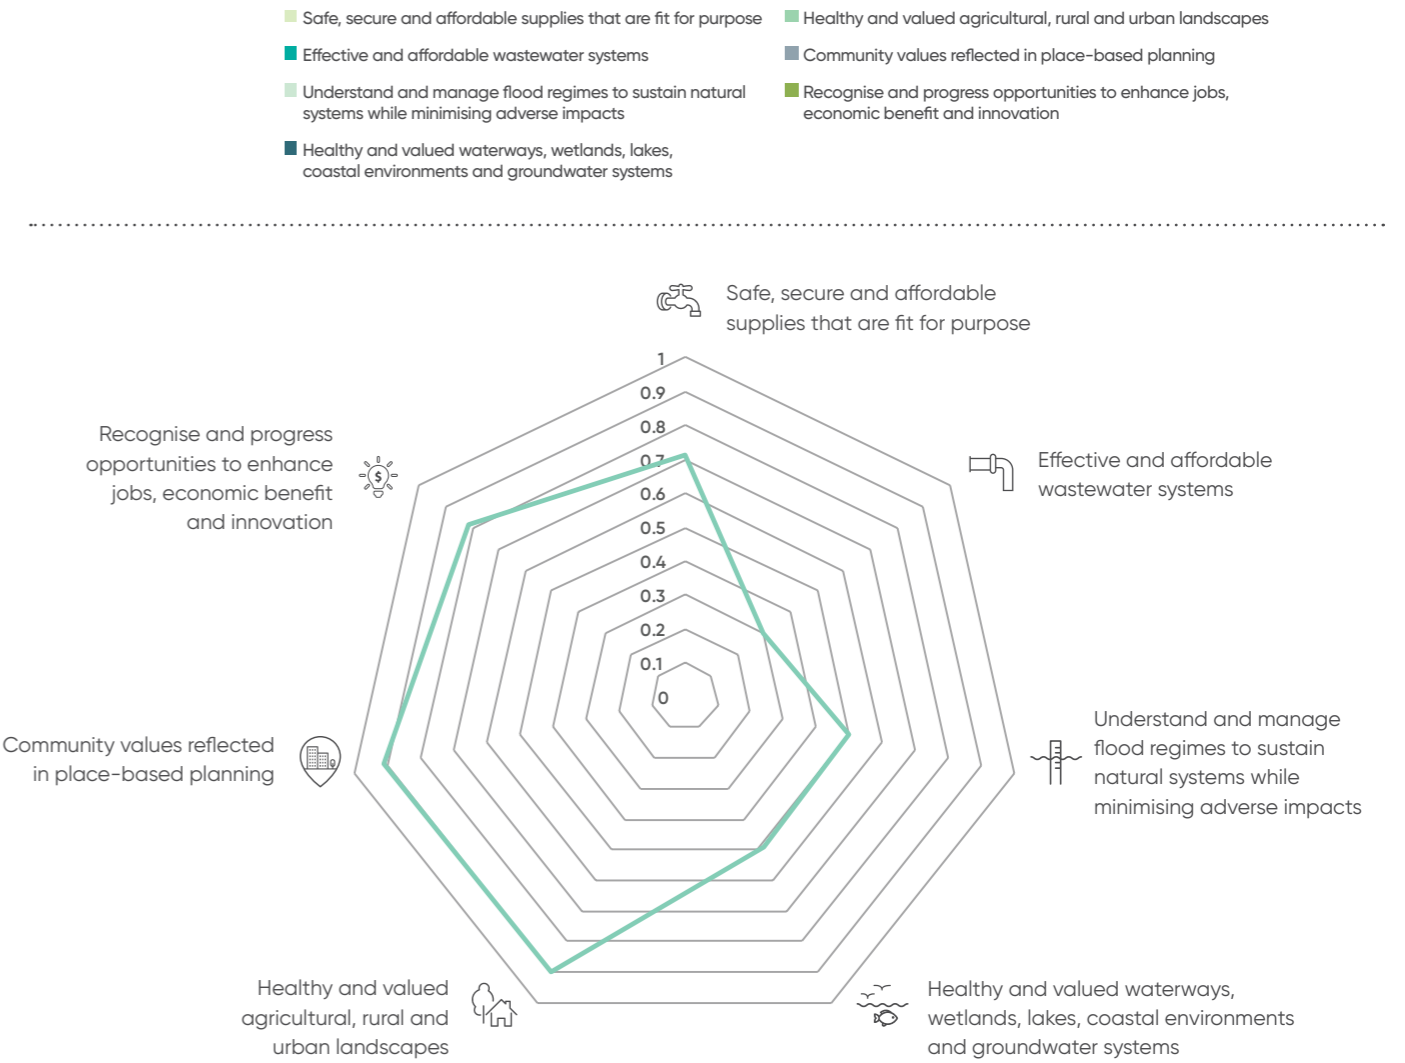 Safe, secure and affordable supplies that are fit for purpose
Effective and affordable wastewater systems
Understand and manage flood regimes to sustain natural
systems while minimising adverse impacts
Healthy and valued waterways, wetlands, lakes,
coastal environments and groundwater systems
Healthy and valued agricultural, rural and urban landscapes
Community values reflected in place-based planning
Recognise and progress opportunities to enhance jobs,
economic benefit and innovation
Safe, secure and affordable
supplies that are fit for purpose
1
0.9
0.8
0.7
0.6
0.5
0.4
0.3
0.2
0.1
0
Effective and affordable
wastewater systems
Understand and manage
flood regimes to sustain
natural systems while
minimising adverse impacts
Healthy and valued waterways,
wetlands, lakes, coastal environments
and groundwater systems
Healthy and valued
agricultural, rural and
urban landscapes
Community values reflected
in place-based planning
Recognise and progress
opportunities to enhance
jobs, economic benefit
and innovation
$